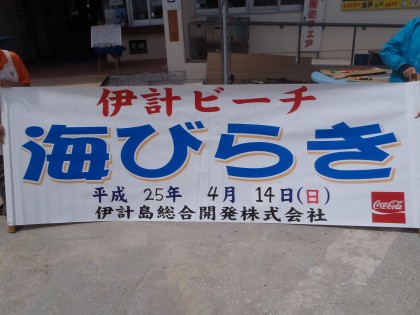 伊計ビーチ
海びらき
平成 25年 4月 14日(日)
伊計島総合開発株式会社
Coca-Cola